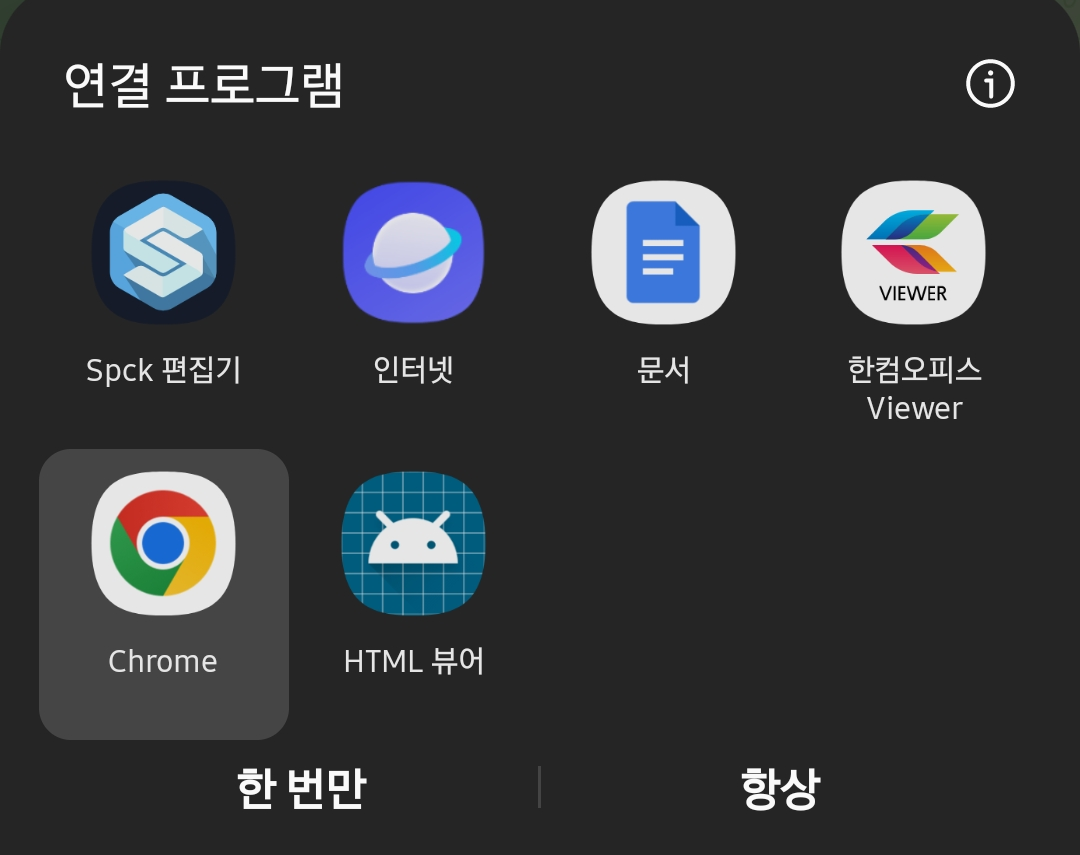 연결 프로그램
Spck 편집기
인터넷
문서
VIEWER
한컴오피스
Viewer
Chrome
HTML 뷰어
한 번만
항상